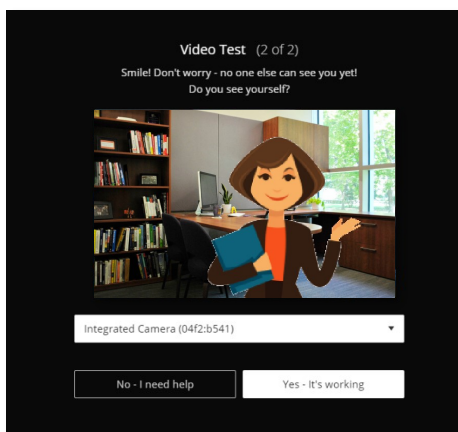 Video Test (2 of 2)
Smile! Don't worry - no one else can see you yet!
Do you see yourself?
Integrated Camera (04f2:b541)
No - I need help
Yes - It's working